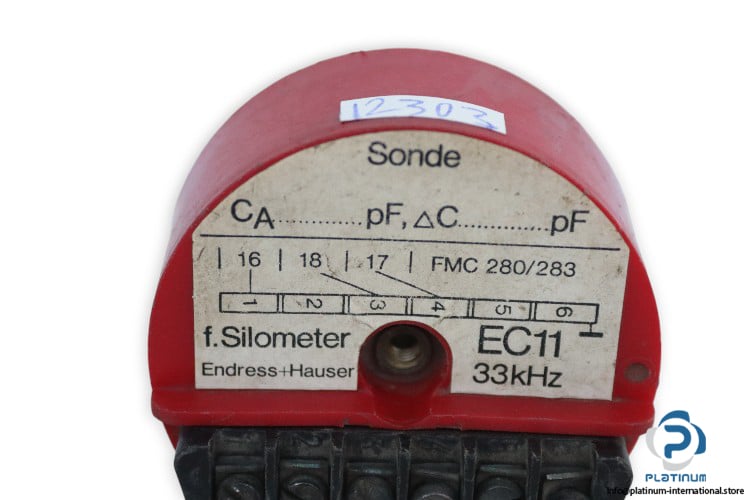 12303
Sonde
CA..............pF, ΔC..............pF
| 16 | 18 | 17 | FMC 280/283
1 2 3 4 5 6
f.Silometer EC11
Endress+Hauser 33kHz
PLATINUM
Info@platinum-international.store